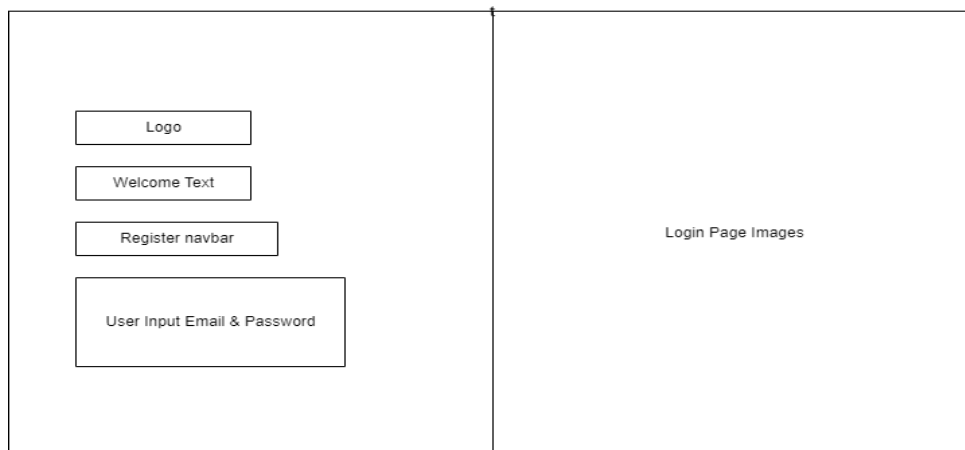 t
Logo
Welcome Text
Register navbar
User Input Email & Password
Login Page Images